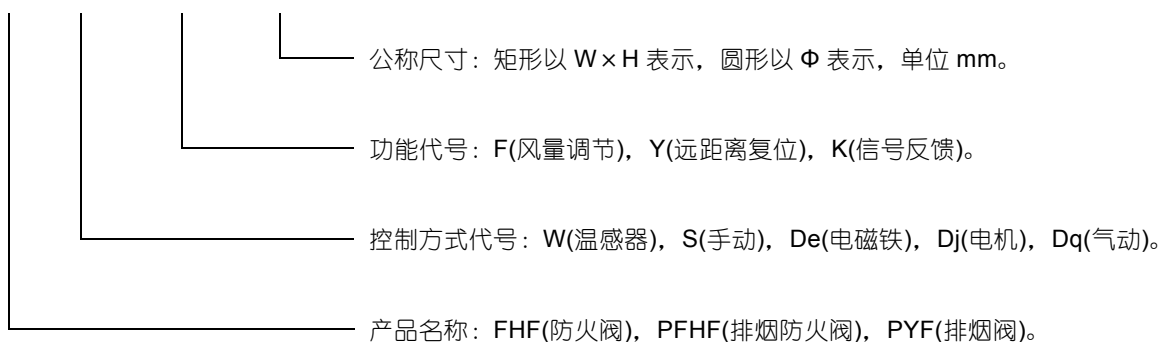 公称尺寸：矩形以 W×H 表示，圆形以 Φ 表示，单位 mm。
功能代号：F(风量调节)，Y(远距离复位)，K(信号反馈)。
控制方式代号：W(温感器)，S(手动)，De(电磁铁)，Dj(电机)，Dq(气动)。
产品名称：FHF(防火阀)，PFHF(排烟防火阀)，PYF(排烟阀)。